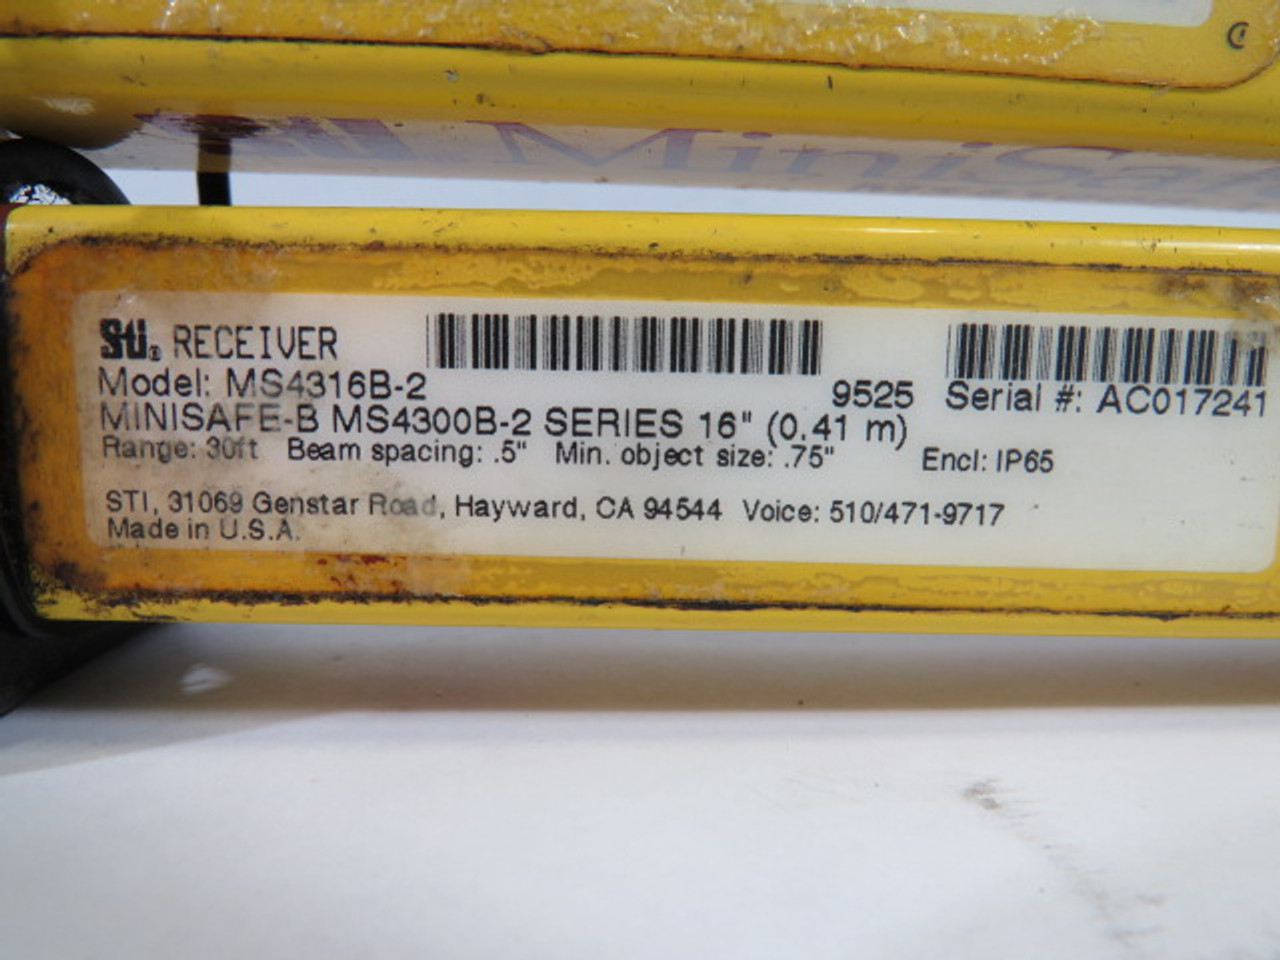 STI MiniSaf
STI® RECEIVER
Model: MS4316B-2 9525 Serial #: AC017241
MINISAFE-B MS4300B-2 SERIES 16" (0.41 m)
Range: 30ft Beam spacing: .5" Min. object size: .75" Encl: IP65
STI, 31069 Genstar Road, Hayward, CA 94544 Voice: 510/471-9717
Made in U.S.A.